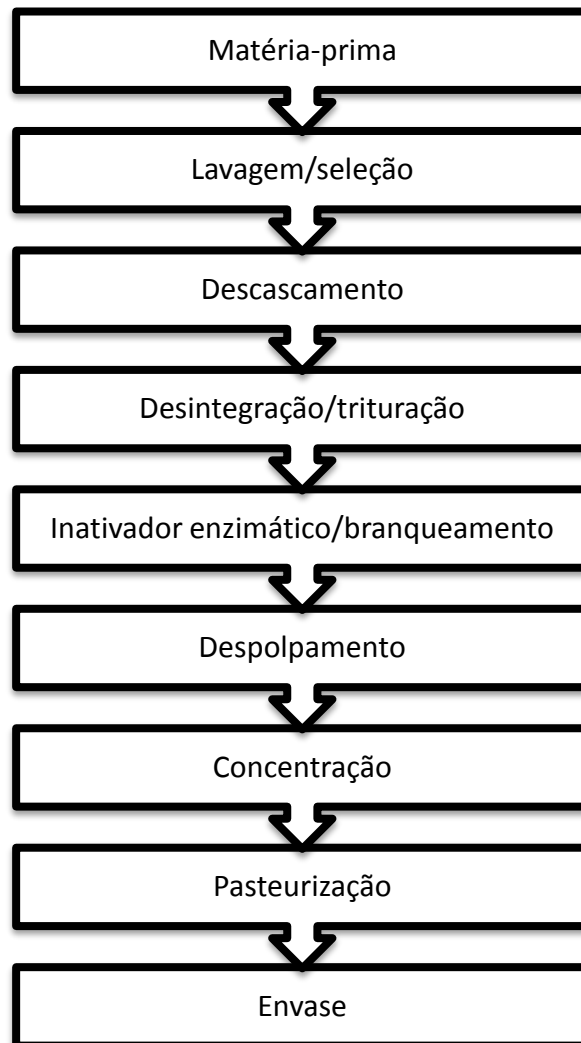 Matéria-prima
Lavagem/seleção
Descascamento
Desintegração/trituração
Inativador enzimático/branqueamento
Despolpamento
Concentração
Pasteurização
Envase